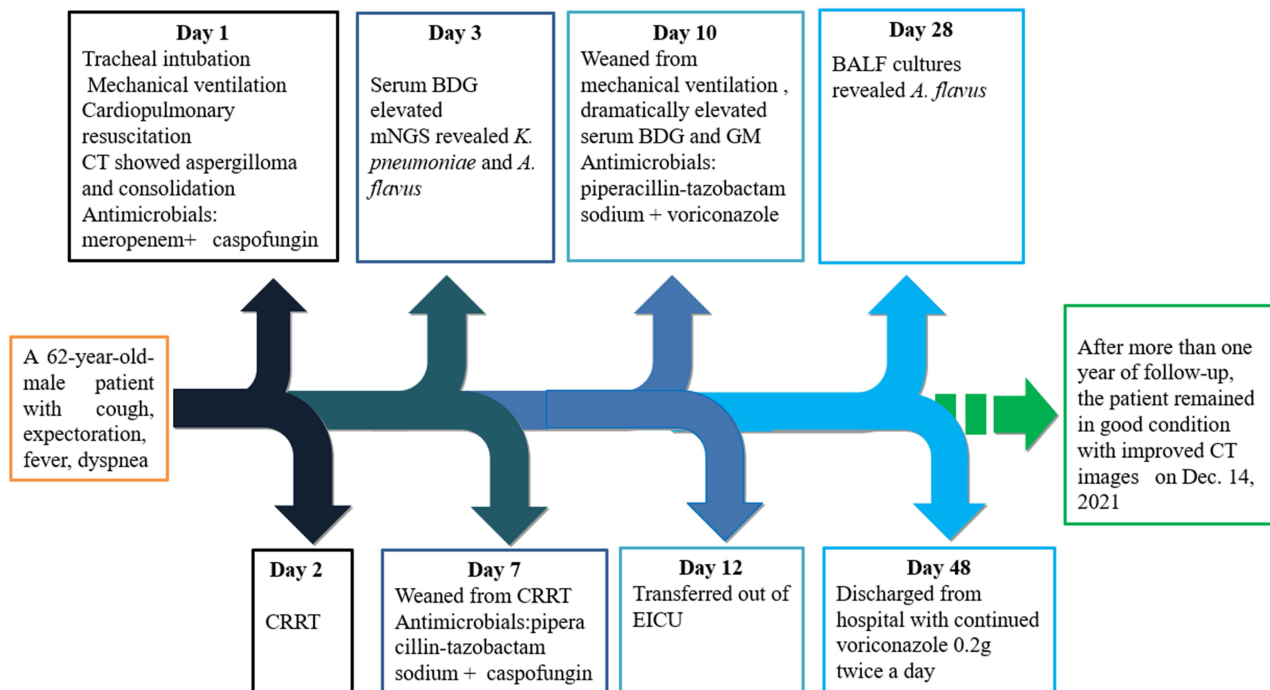 A 62-year-old-
male patient
with cough,
expectoration,
fever, dyspnea
Day 1
Tracheal intubation
Mechanical ventilation
Cardiopulmonary
resuscitation
CT showed aspergilloma
and consolidation
Antimicrobials:
meropenem+ caspofungin
Day 2
CRRT
Day 3
Serum BDG
elevated
mNGS revealed K.
pneumoniae and A.
flavus
Day 7
Weaned from CRRT
Antimicrobials:pipera
cillin-tazobactam
sodium + caspofungin
Day 10
Weaned from
mechanical ventilation ,
dramatically elevated
serum BDG and GM
Antimicrobials:
piperacillin-tazobactam
sodium + voriconazole
Day 12
Transferred out of
EICU
Day 28
BALF cultures
revealed A. flavus
Day 48
Discharged from
hospital with continued
voriconazole 0.2g
twice a day
After more than one
year of follow-up,
the patient remained
in good condition
with improved CT
images on Dec. 14,
2021